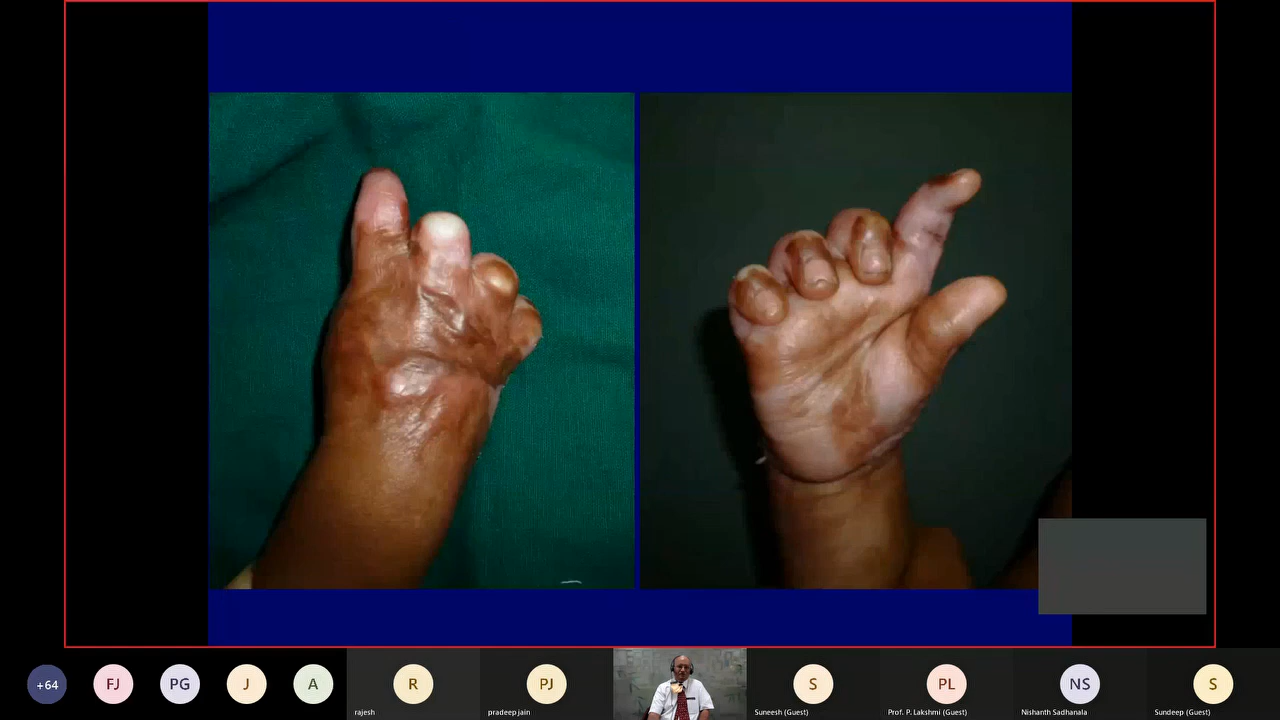 +64
FJ
PG
J
A
R
rajesh
PJ
pradeep jain
S
Suneesh (Guest)
PL
Prof. P. Lakshmi (Guest)
NS
Nishanth Sadhanala
S
Sundeep (Guest)